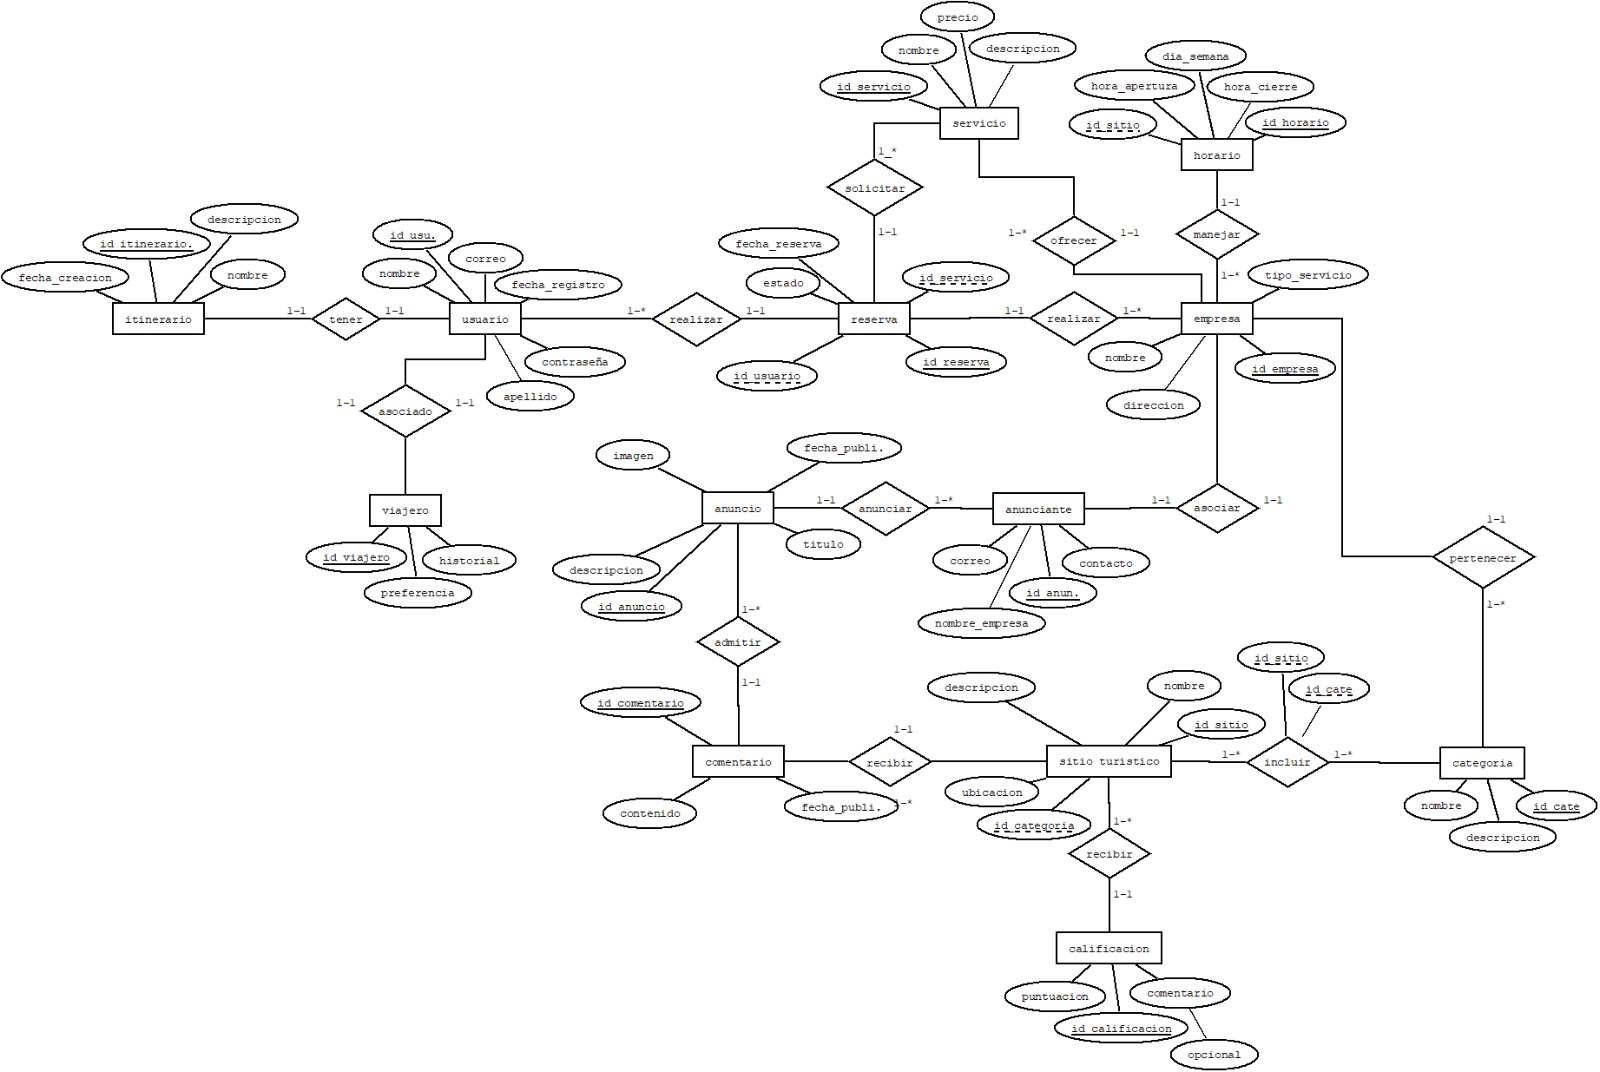 precio
nombre
descripcion
id servicio
servicio
dia_semana
hora_apertura
hora_cierre
id sitio
id horario
horario
1_*
solicitar
1-1
1-1
manejar
1-*
1-*
ofrecer
1-1
descripcion
id itinerario.
fecha_creacion
nombre
itinerario
1-1
tener
1-1
id usu.
correo
nombre
fecha_registro
usuario
contraseña
apellido
1-*
realizar
1-1
fecha_reserva
estado
id servicio
reserva
id usuario
id reserva
1-1
realizar
1-*
tipo_servicio
empresa
nombre
id empresa
direccion
1-1
asociado
1-1
viajero
id viajero
historial
preferencia
imagen
fecha_publi.
anuncio
titulo
descripcion
id anuncio
1-1
anunciar
1-*
anunciante
correo
contacto
id anun.
nombre_empresa
1-1
asociar
1-1
1-1
pertenecer
1-*
1-*
admitir
1-1
id comentario
comentario
contenido
fecha_publi.
1-1
recibir
-*
descripcion
nombre
id sitio
sitio turistico
ubicacion
id categoria
id sitio
id cate
1-*
incluir
1-*
categoria
nombre
id cate
descripcion
1-*
recibir
1-1
calificacion
puntuacion
comentario
id calificacion
opcional